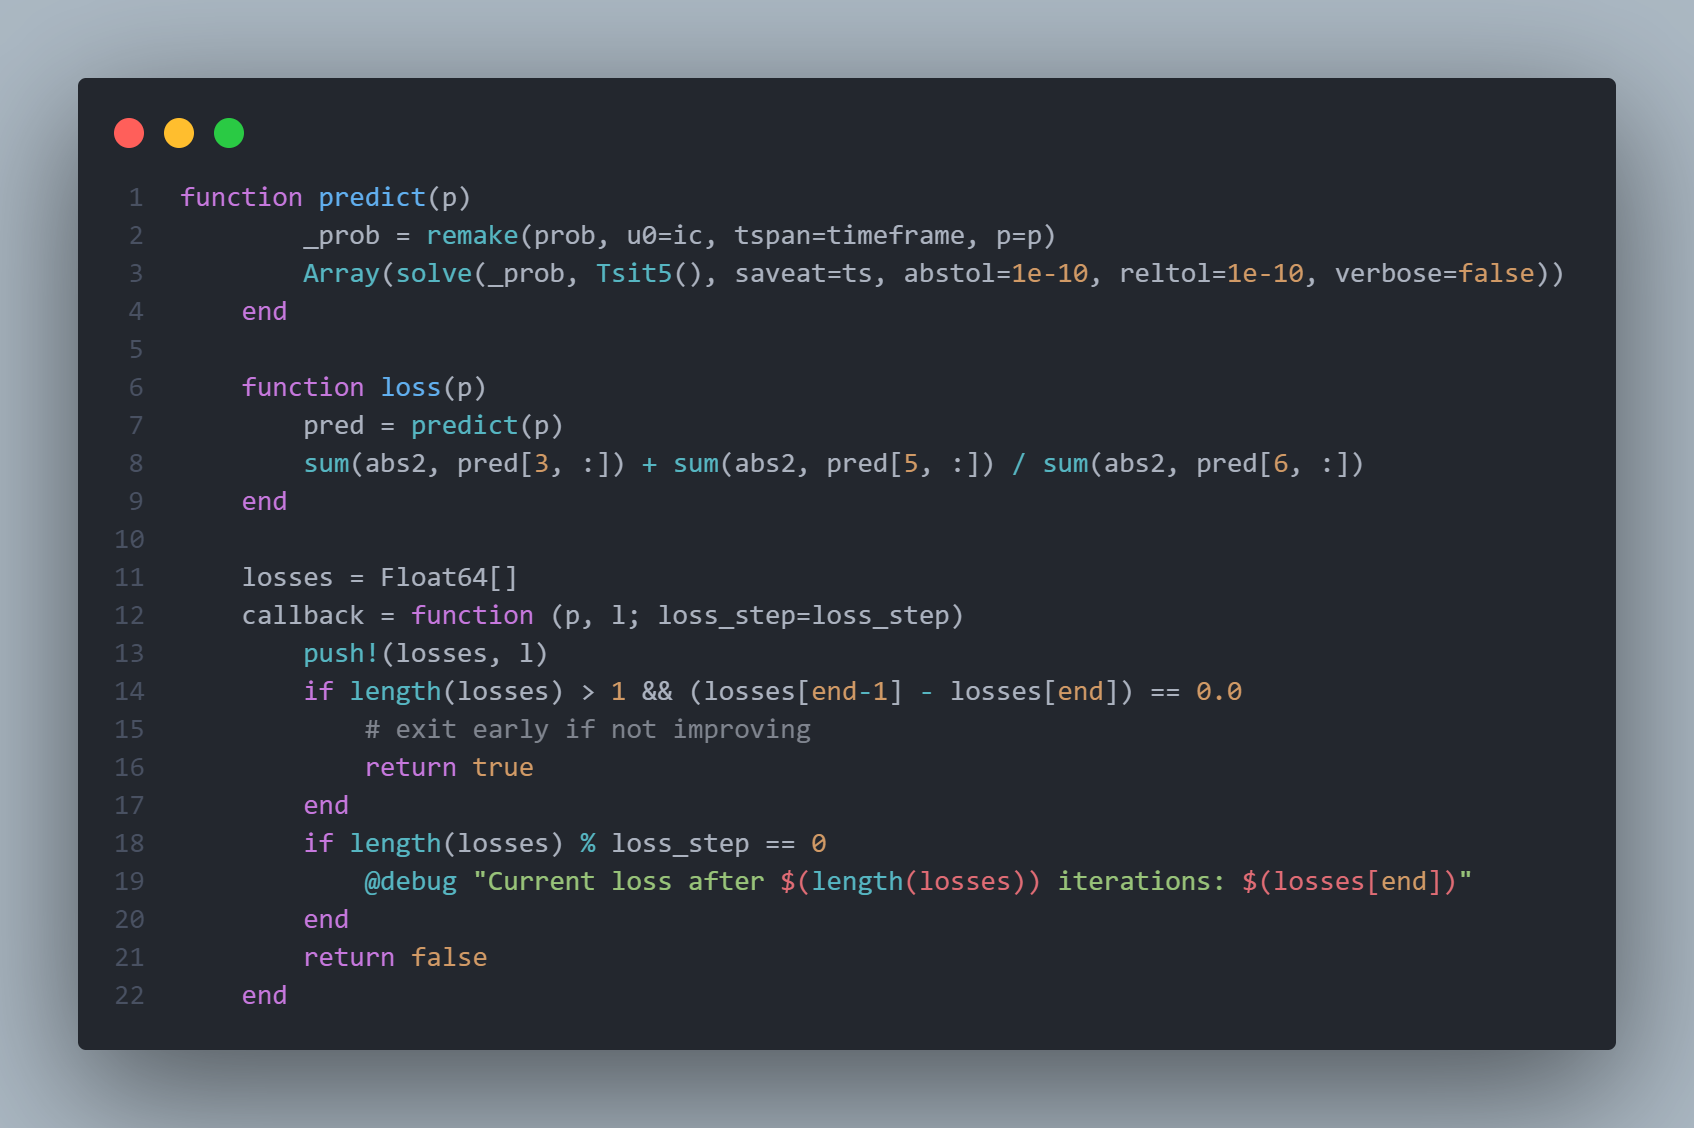 1 function predict(p)
2         _prob = remake(prob, u0=ic, tspan=timeframe, p=p)
3         Array(solve(_prob, Tsit5(), saveat=ts, abstol=1e-10, reltol=1e-10, verbose=false))
4     end
5
6     function loss(p)
7         pred = predict(p)
8         sum(abs2, pred[3, :]) + sum(abs2, pred[5, :]) / sum(abs2, pred[6, :])
9     end
10
11     losses = Float64[]
12     callback = function (p, l; loss_step=loss_step)
13         push!(losses, l)
14         if length(losses) > 1 && (losses[end-1] - losses[end]) == 0.0
15             # exit early if not improving
16             return true
17         end
18         if length(losses) % loss_step == 0
19             @debug "Current loss after $(length(losses)) iterations: $(losses[end])"
20         end
21         return false
22     end